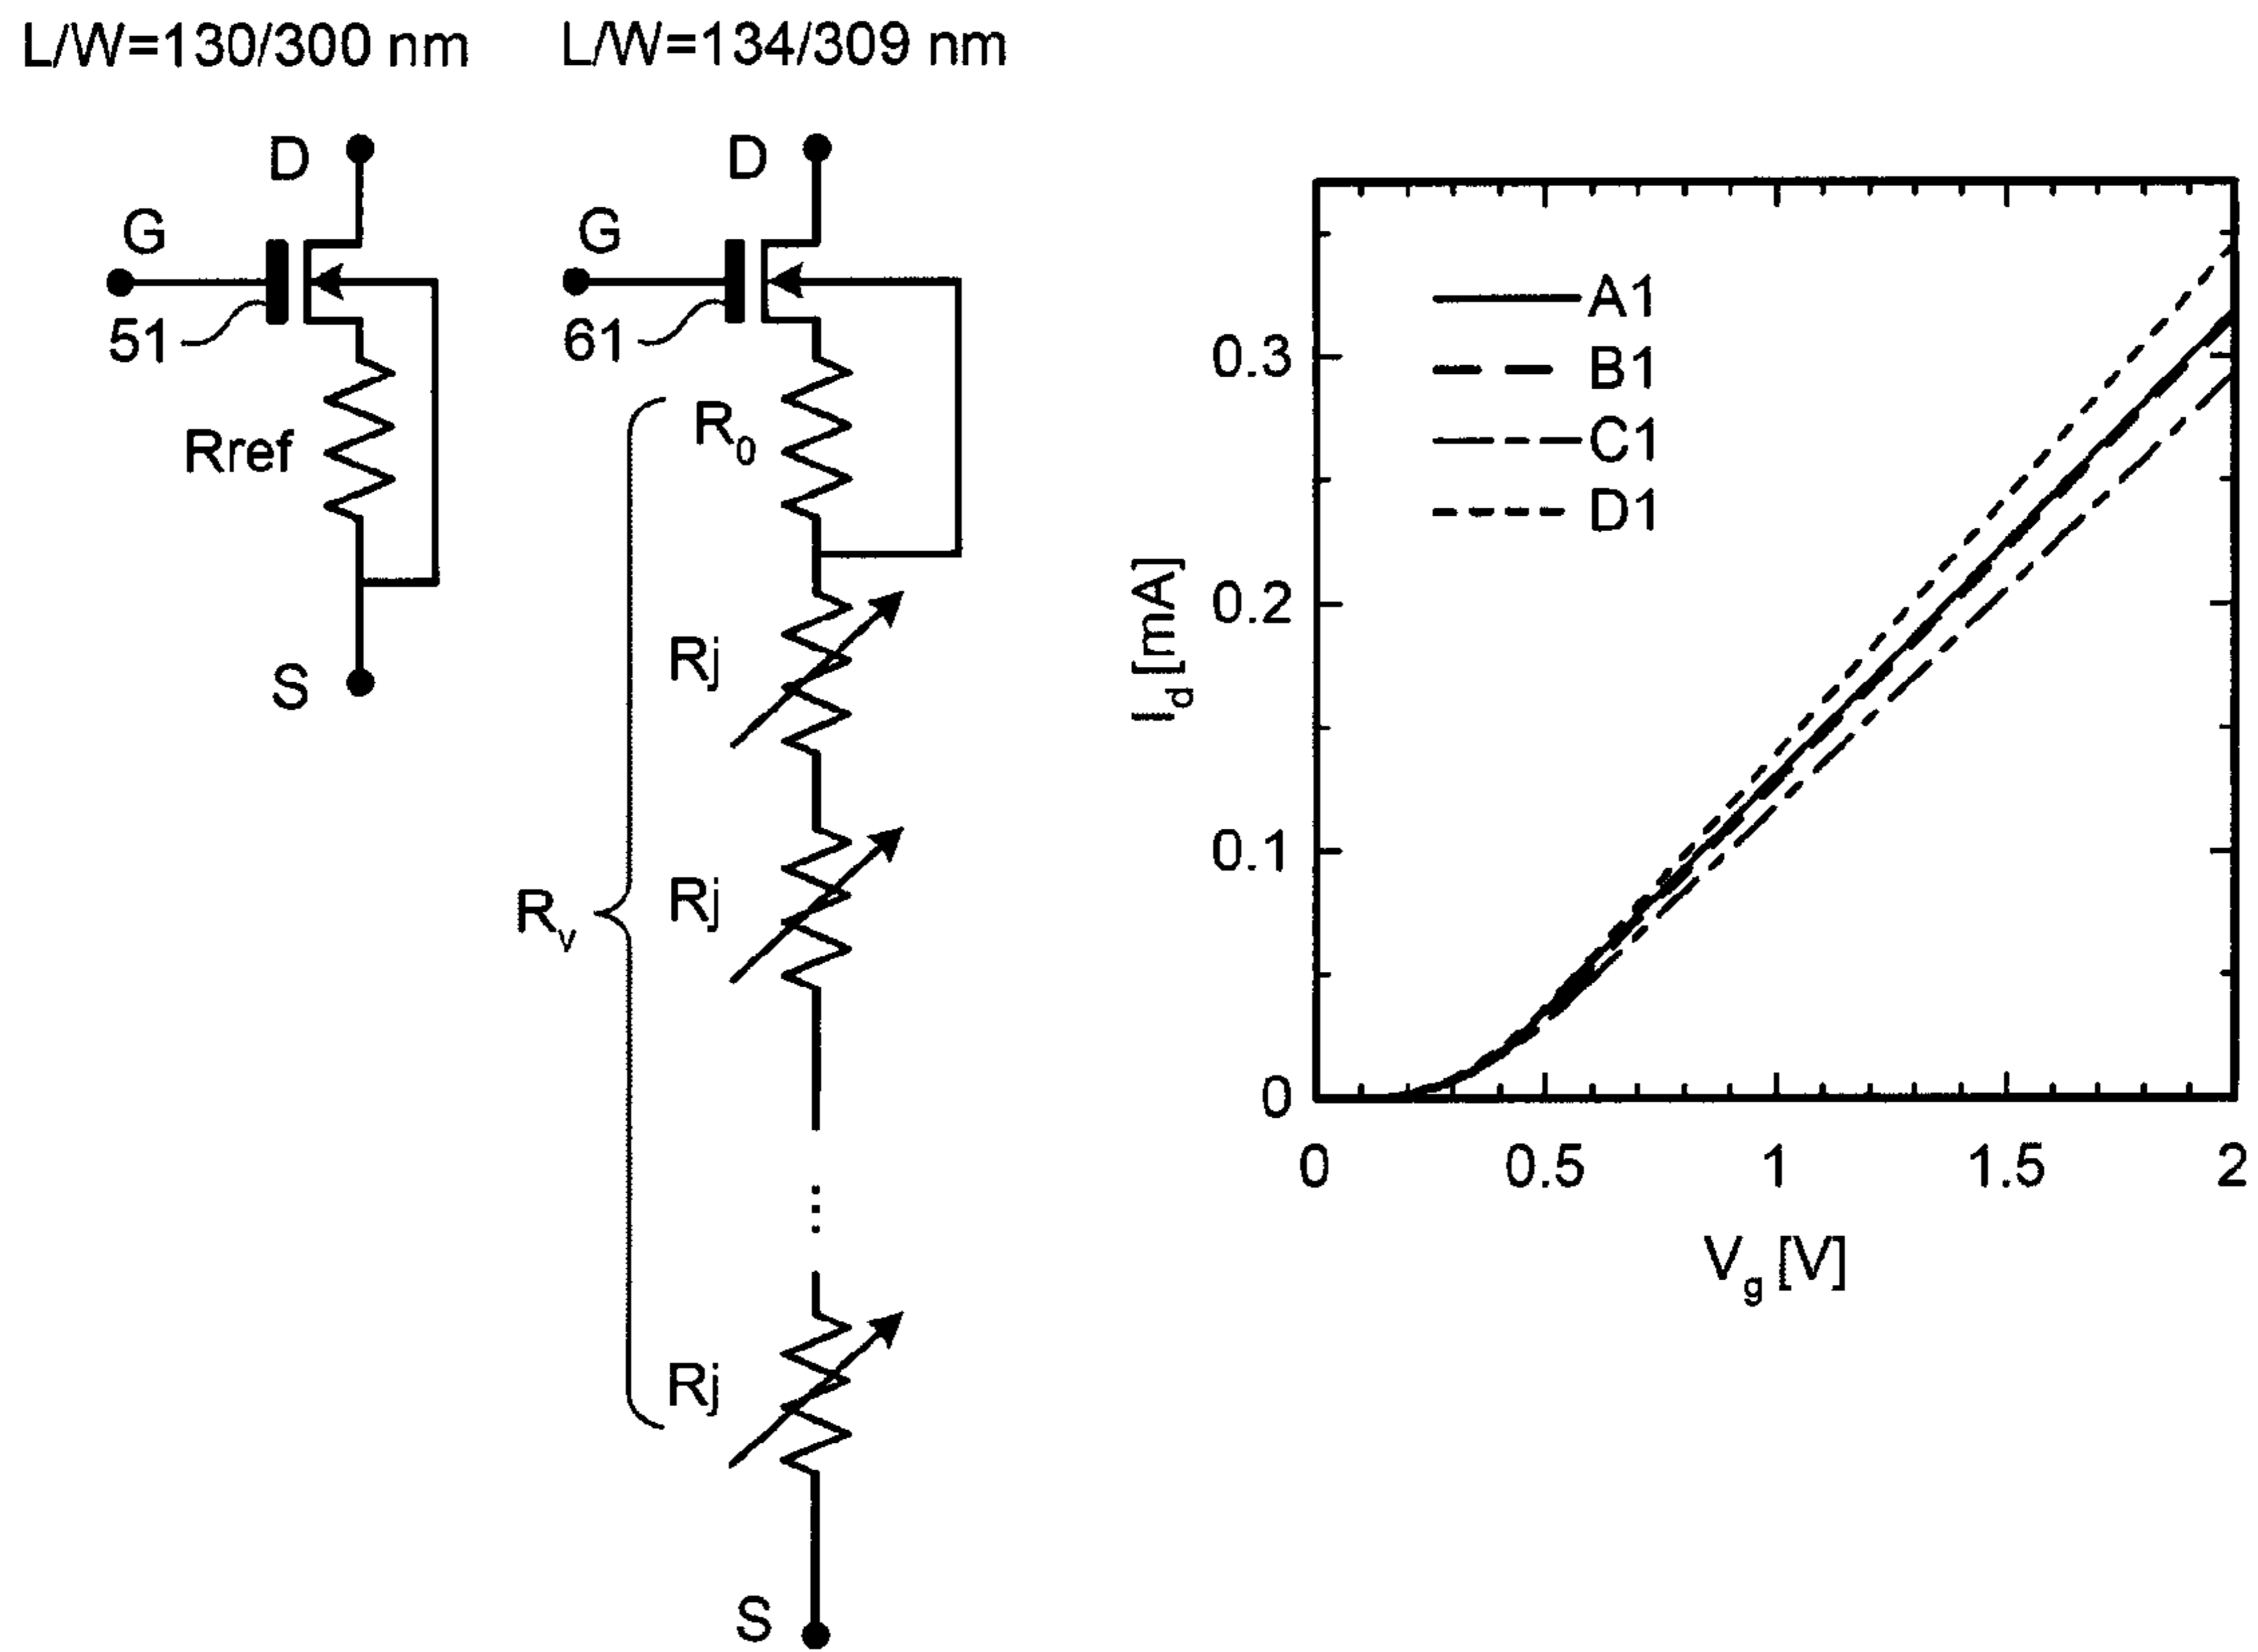 L/W=130/300 nm
L/W=134/309 nm
D
G
51
Rref
S
D
G
61
R0
Rj
Rj
Rv
Rj
S
A1
B1
C1
D1
Id [mA]
0.3
0.2
0.1
0
0
0.5
1
1.5
2
Vg [V]